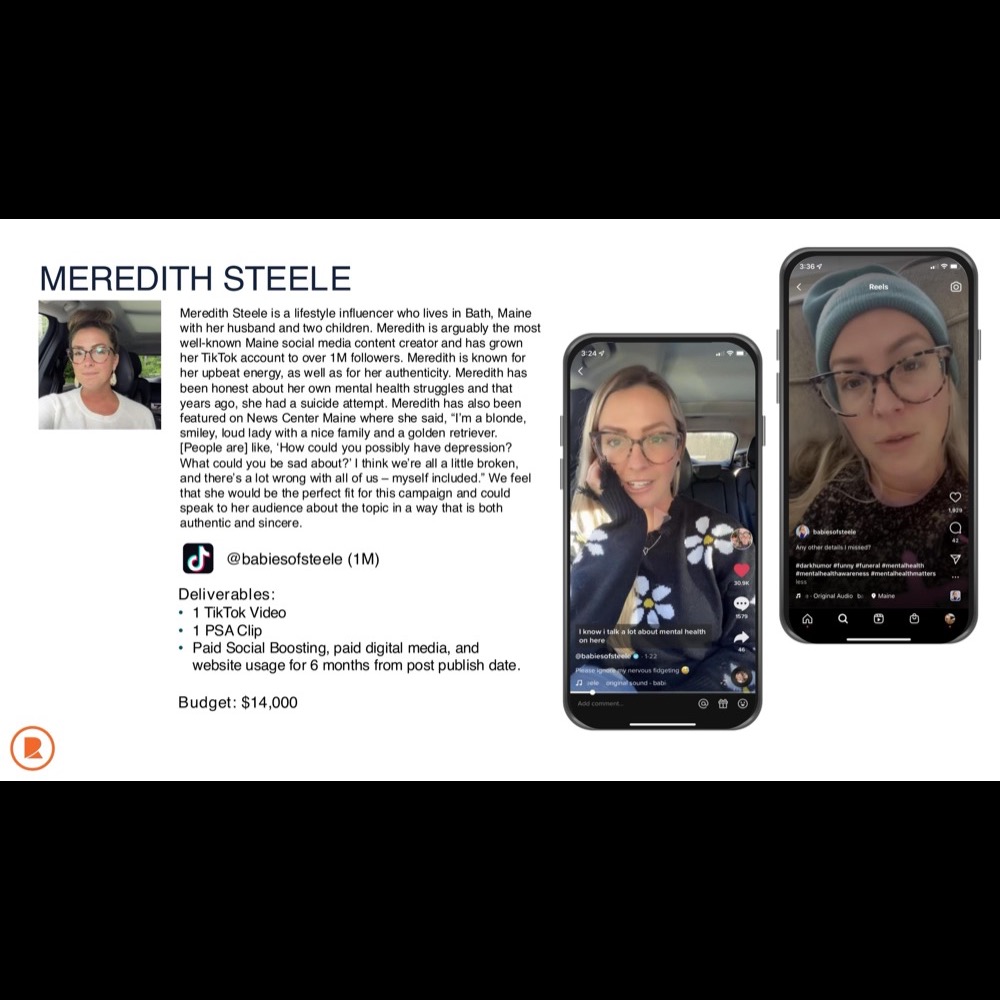 MEREDITH STEELE
Meredith Steele is a lifestyle influencer who lives in Bath, Maine
with her husband and two children. Meredith is arguably the most
well-known Maine social media content creator and has grown
her TikTok account to over 1M followers. Meredith is known for
her upbeat energy, as well as for her authenticity. Meredith has
been honest about her own mental health struggles and that
years ago, she had a suicide attempt. Meredith has also been
featured on News Center Maine where she said, “I’m a blonde,
smiley, loud lady with a nice family and a golden retriever.
[People are] like, ‘How could you possibly have depression?
What could you be sad about?’ I think we’re all a little broken,
and there’s a lot wrong with all of us – myself included.” We feel
that she would be the perfect fit for this campaign and could
speak to her audience about the topic in a way that is both
authentic and sincere.
@babiesofsteele (1M)
Deliverables:
• 1 TikTok Video
• 1 PSA Clip
• Paid Social Boosting, paid digital media, and
website usage for 6 months from post publish date.
Budget: $14,000
R
3:24
30.9K
1579
46
I know i talk a lot about mental health
on here
@babiesofsteele · 1-22
Please ignore my nervous fidgeting
original sound - babi
Add comment...
3:36
Reels
1,929
42
babiesofsteele
Any other details I missed?
#darkhumor #funny #funeral #mentalhealth
#mentalhealthawareness #mentalhealthmatters
less
Original Audio
Maine